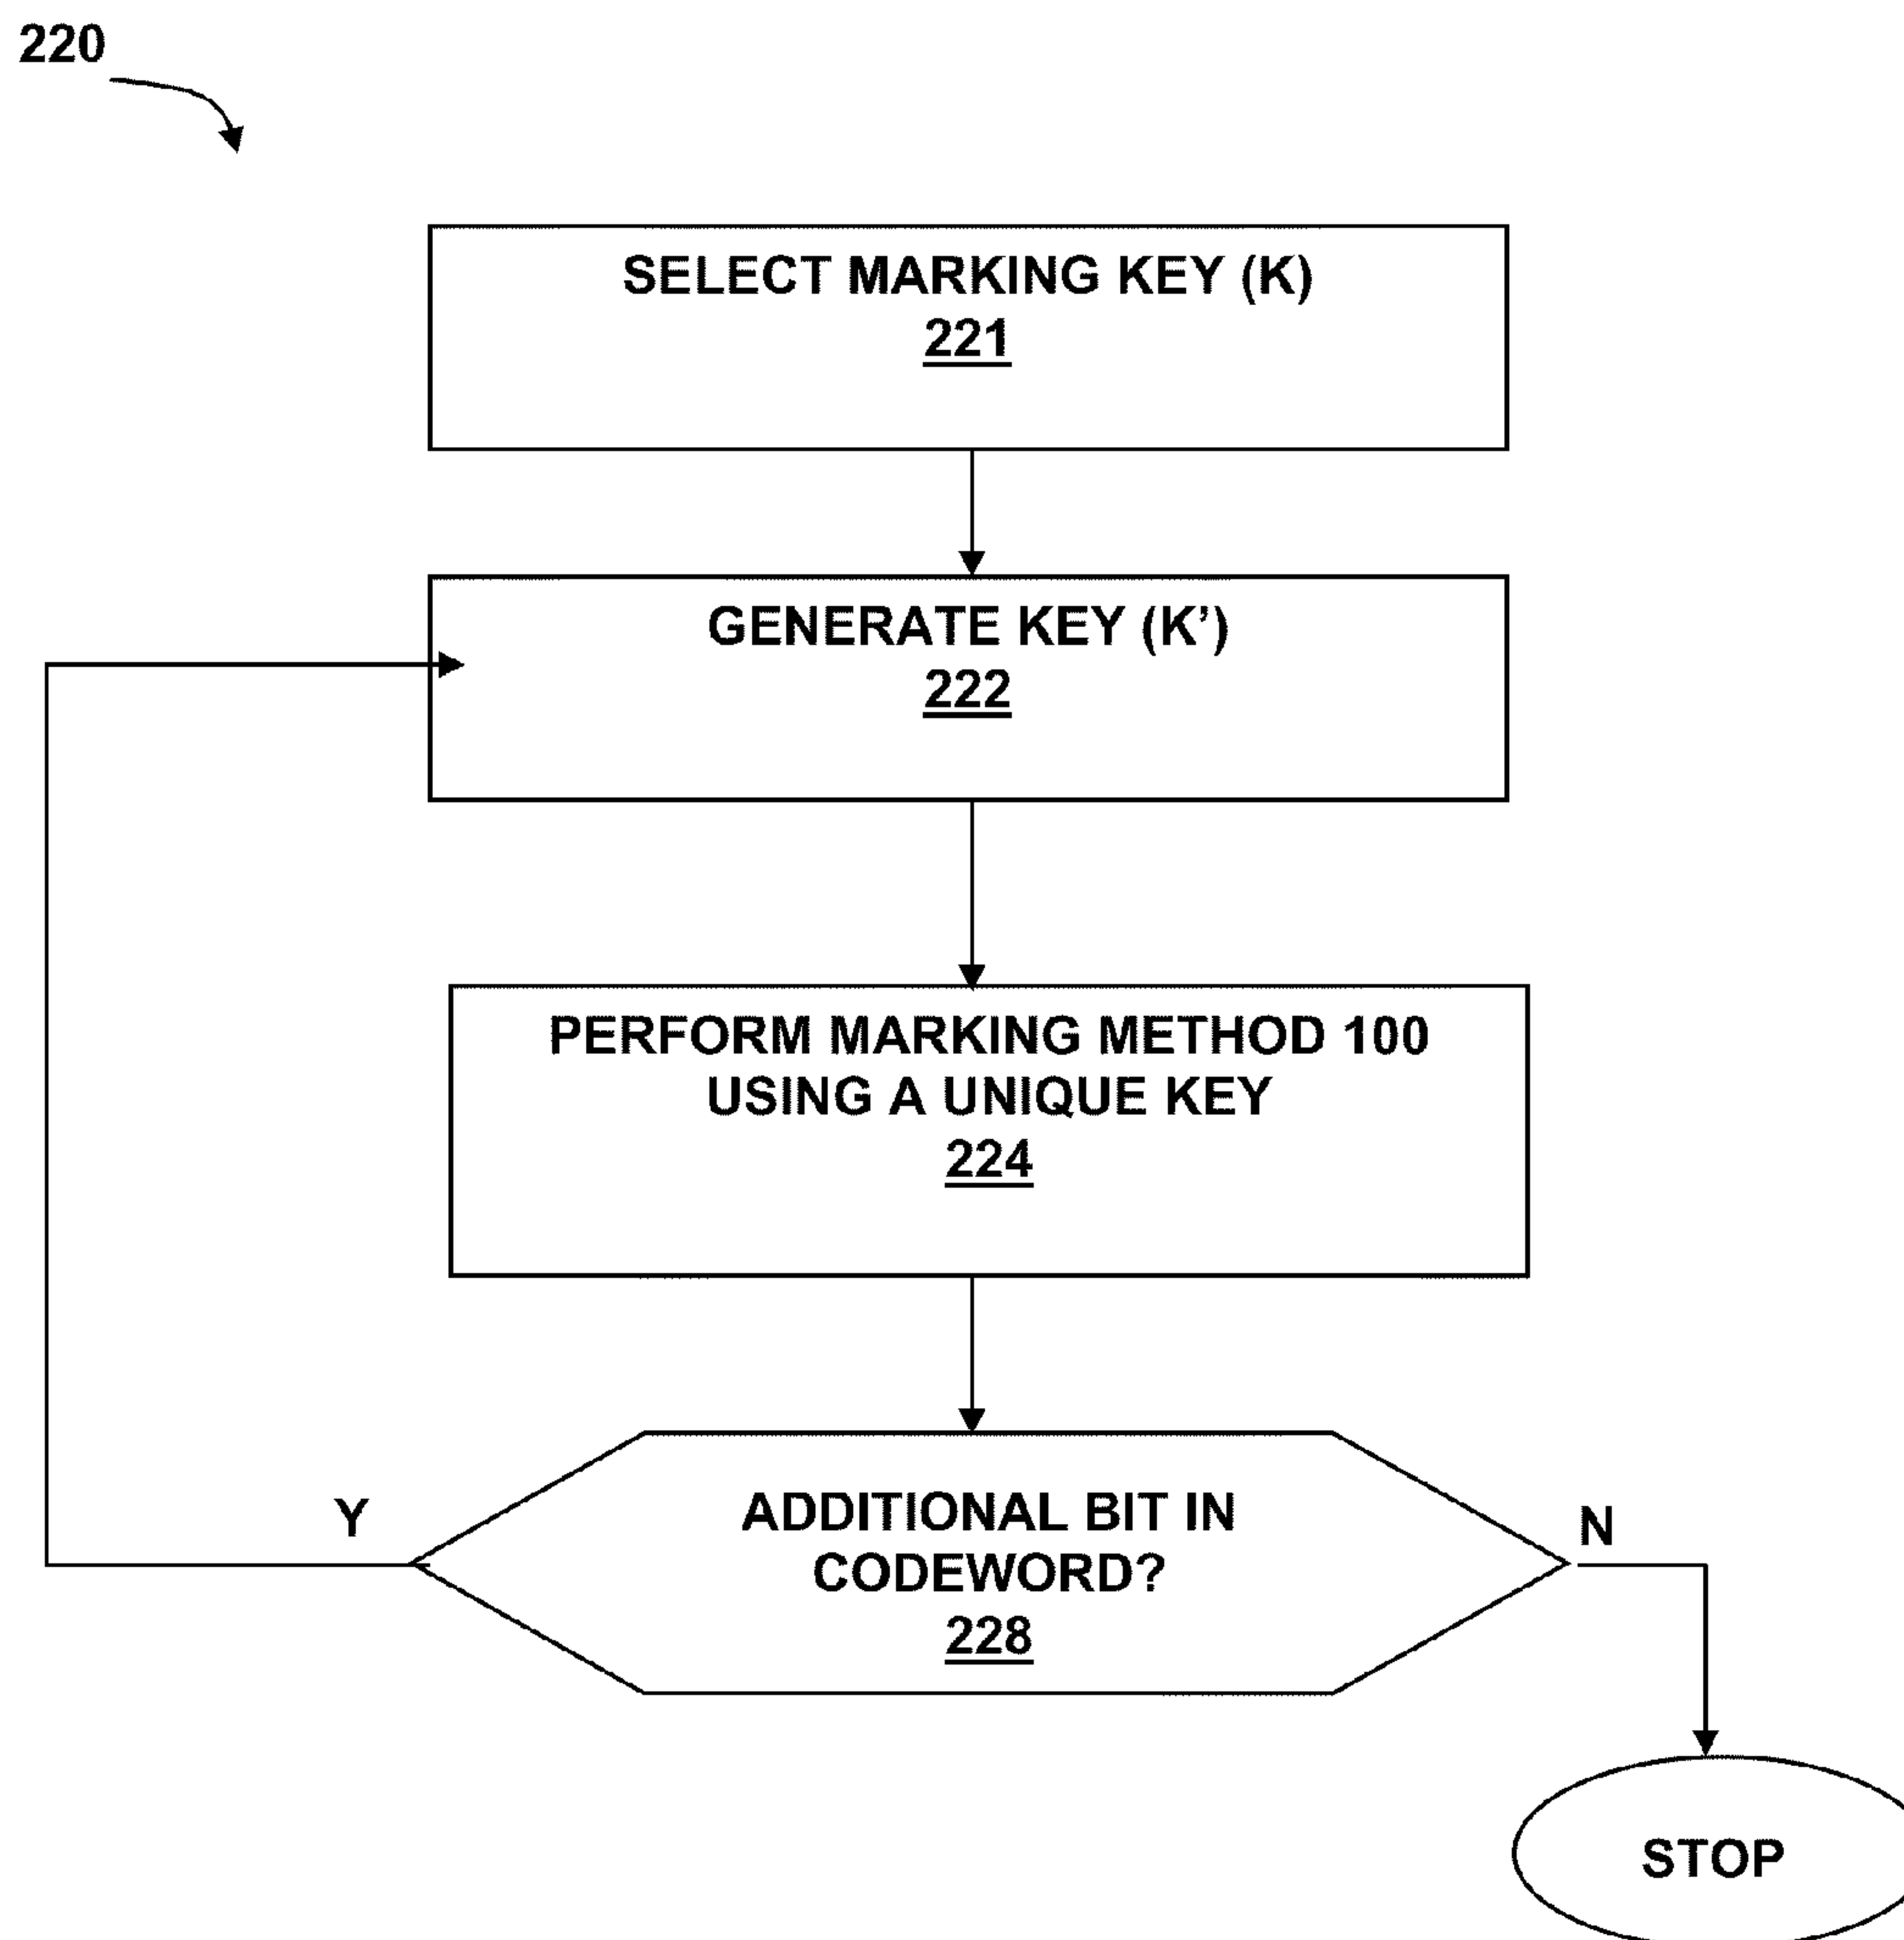 220
SELECT MARKING KEY (K)
221
GENERATE KEY (K’)
222
PERFORM MARKING METHOD 100
USING A UNIQUE KEY
224
ADDITIONAL BIT IN
CODEWORD?
228
Y
N
STOP